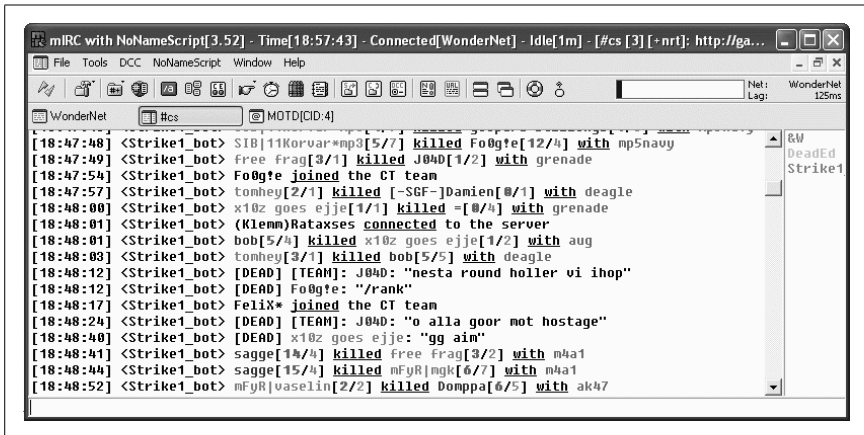 mIRC with NoNameScript[3.52] - Time[18:57:43] - Connected[WonderNet] - Idle[1m] - [#cs [3] [+nrt]: http://ga...
File Tools DCC NoNameScript Window Help
Net: WonderNet
Lag: 125ms
WonderNet #cs MOTD[CID:4]
[18:47:48] <Strike1_bot> SIB|11Korvar*mp3[5/7] killed Fo0g!e[12/4] with mp5navy
[18:47:49] <Strike1_bot> free frag[3/1] killed J04D[1/2] with grenade
[18:47:54] <Strike1_bot> Fo0g!e joined the CT team
[18:47:57] <Strike1_bot> tomhey[2/1] killed [-SGF-]Damien[0/1] with deagle
[18:48:00] <Strike1_bot> x10z goes ejje[1/1] killed =[0/4] with grenade
[18:48:01] <Strike1_bot> (Klemm)Rataxses connected to the server
[18:48:01] <Strike1_bot> bob[5/4] killed x10z goes ejje[1/2] with aug
[18:48:03] <Strike1_bot> tomhey[3/1] killed bob[5/5] with deagle
[18:48:12] <Strike1_bot> [DEAD] [TEAM]: J04D: "nesta round holler vi ihop"
[18:48:12] <Strike1_bot> [DEAD] Fo0g!e: "/rank"
[18:48:17] <Strike1_bot> FeliX* joined the CT team
[18:48:24] <Strike1_bot> [DEAD] [TEAM]: J04D: "o alla goor mot hostage"
[18:48:40] <Strike1_bot> [DEAD] x10z goes ejje: "gg aim"
[18:48:41] <Strike1_bot> sagge[14/4] killed free frag[3/2] with m4a1
[18:48:44] <Strike1_bot> sagge[15/4] killed mFyR|mgk[6/7] with m4a1
[18:48:52] <Strike1_bot> mFyR|vaselin[2/2] killed Domppa[6/5] with ak47
&W
DeadEd
Strike1